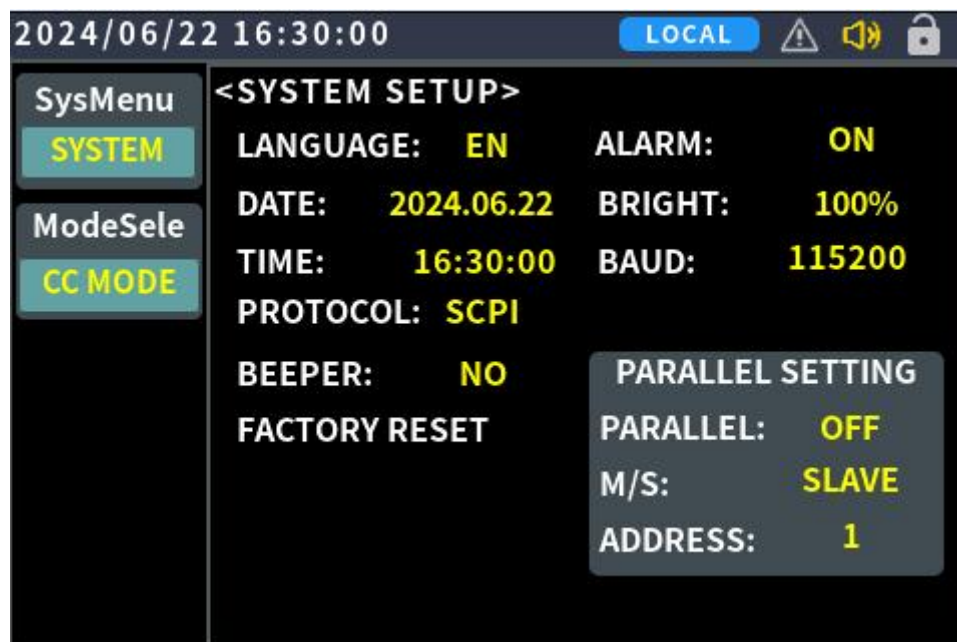 2024/06/22 16:30:00 LOCAL
SysMenu
SYSTEM
ModeSele
CC MODE
<SYSTEM SETUP>
LANGUAGE: EN
DATE: 2024.06.22
TIME: 16:30:00
PROTOCOL: SCPI
BEEPER: NO
FACTORY RESET
ALARM: ON
BRIGHT: 100%
BAUD: 115200
PARALLEL SETTING
PARALLEL: OFF
M/S: SLAVE
ADDRESS: 1